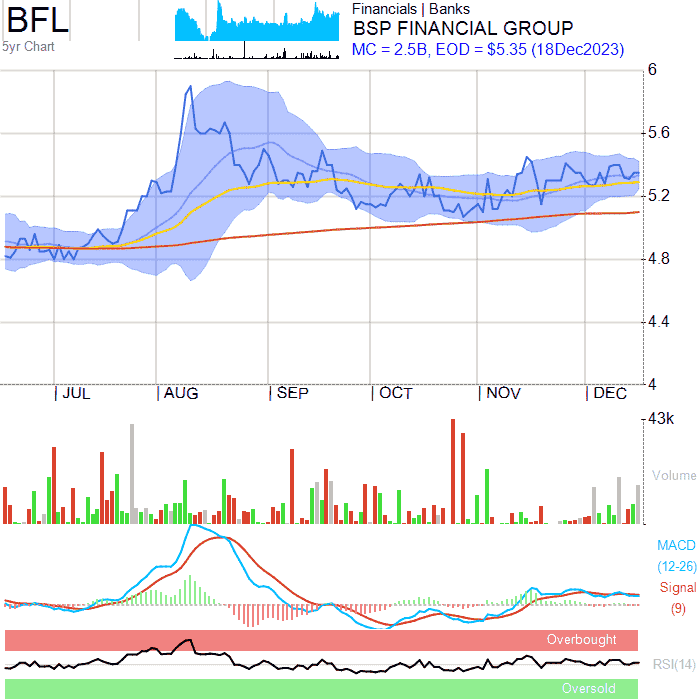 BFL
5yr Chart
Financials | Banks
BSP FINANCIAL GROUP
MC = 2.5B, EOD = $5.35 (18Dec2023)
6
5.6
5.2
4.8
4.4
4
JUL AUG SEP OCT NOV DEC
43k
Volume
MACD
(12-26)
Signal
(9)
Overbought
RSI(14)
Oversold